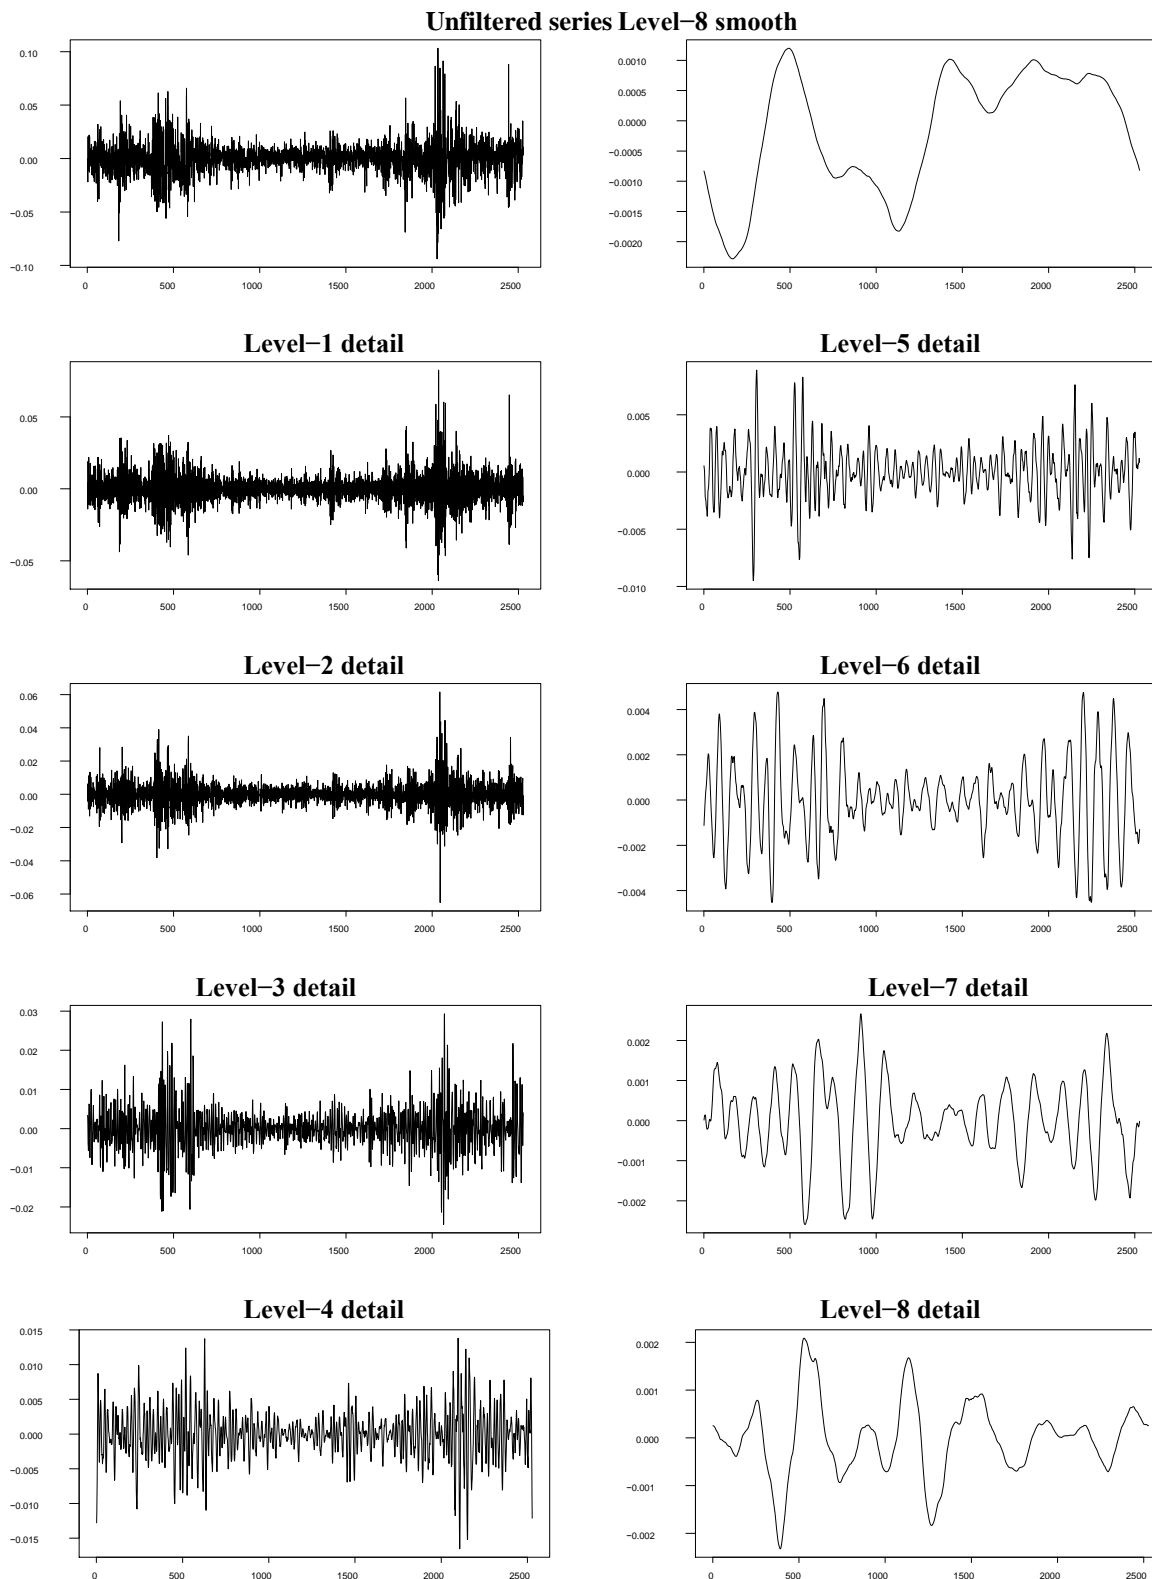 Unfiltered series Level−8 smooth
0.10
0.05
0.00
−0.05
−0.10
0 500 1000 1500 2000 2500
0.0010
0.0005
0.0000
−0.0005
−0.0010
−0.0015
−0.0020
0 500 1000 1500 2000 2500
Level−1 detail
0.05
0.00
−0.05
0 500 1000 1500 2000 2500
Level−5 detail
0.005
0.000
−0.005
−0.010
0 500 1000 1500 2000 2500
Level−2 detail
0.06
0.04
0.02
0.00
−0.02
−0.04
−0.06
0 500 1000 1500 2000 2500
Level−6 detail
0.004
0.002
0.000
−0.002
−0.004
0 500 1000 1500 2000 2500
Level−3 detail
0.03
0.02
0.01
0.00
−0.01
−0.02
0 500 1000 1500 2000 2500
Level−7 detail
0.002
0.001
0.000
−0.001
−0.002
0 500 1000 1500 2000 2500
Level−4 detail
0.015
0.010
0.005
0.000
−0.005
−0.010
−0.015
0 500 1000 1500 2000 2500
Level−8 detail
0.002
0.001
0.000
−0.001
−0.002
0 500 1000 1500 2000 2500